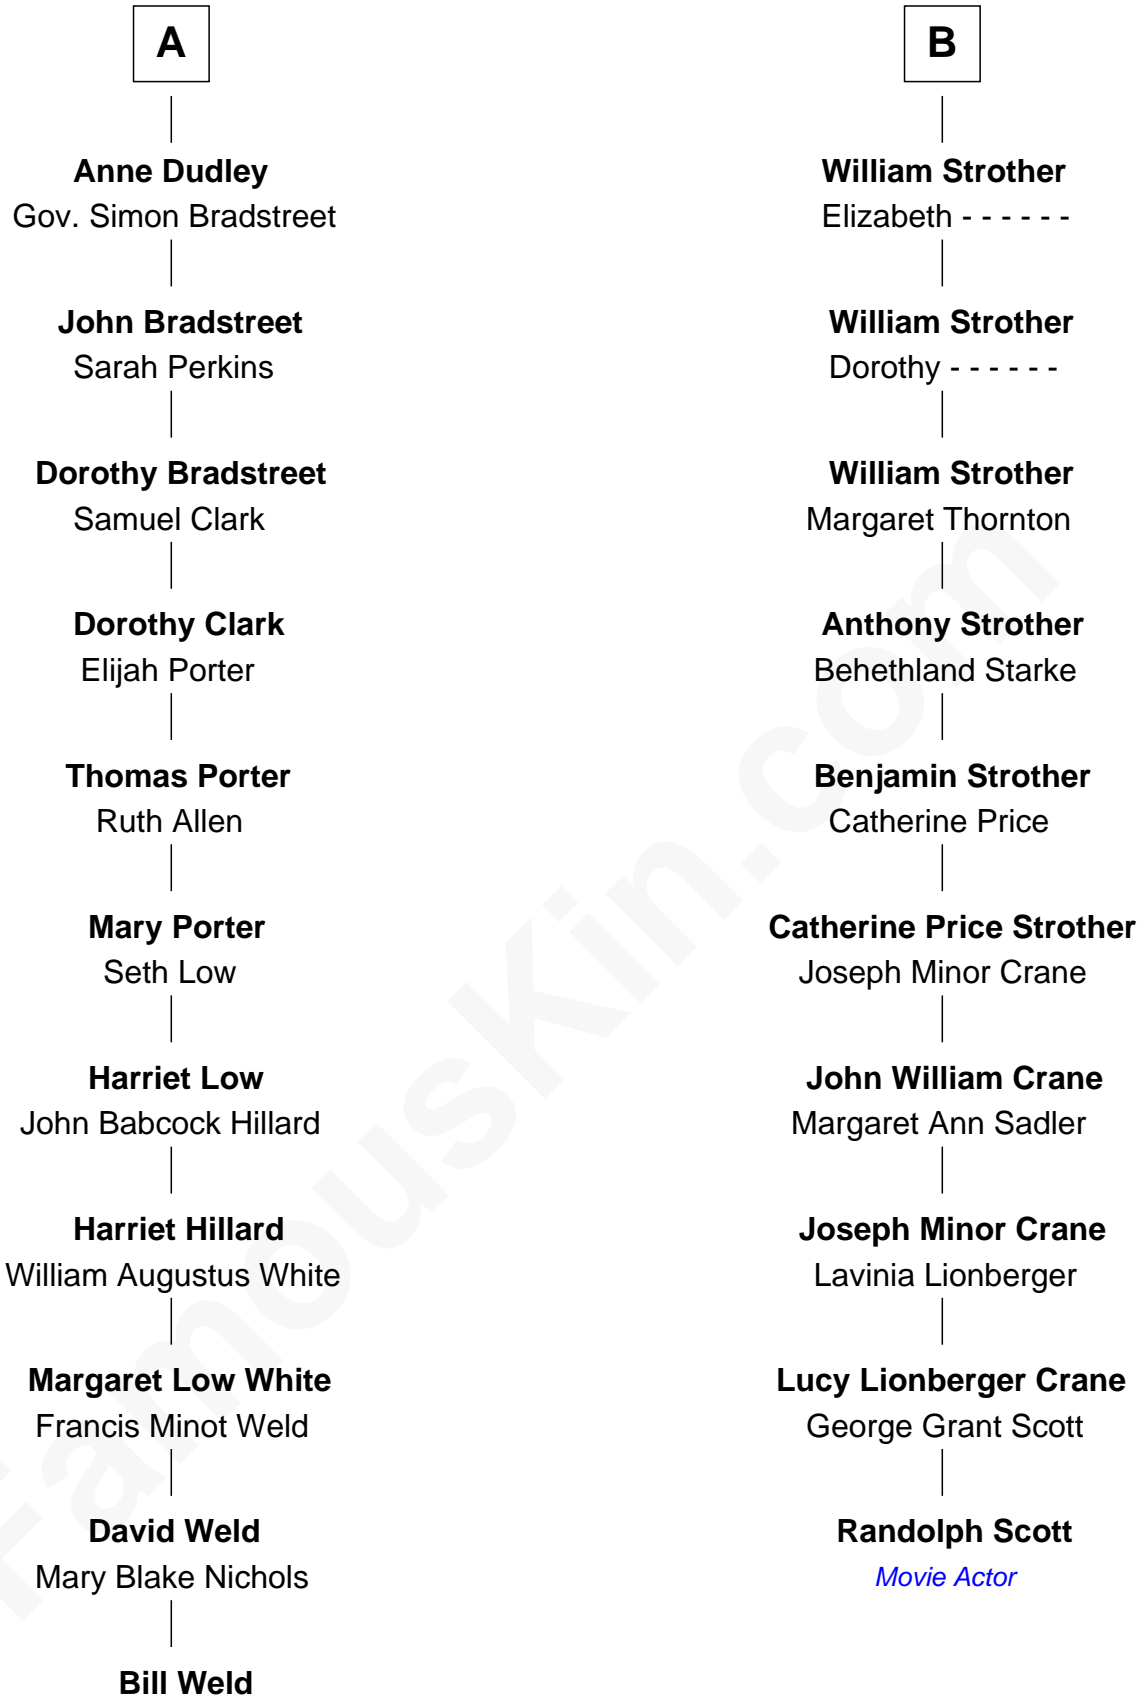 A
Anne Dudley
Gov. Simon Bradstreet
John Bradstreet
Sarah Perkins
Dorothy Bradstreet
Samuel Clark
Dorothy Clark
Elijah Porter
Thomas Porter
Ruth Allen
Mary Porter
Seth Low
Harriet Low
John Babcock Hillard
Harriet Hillard
William Augustus White
Margaret Low White
Francis Minot Weld
David Weld
Mary Blake Nichols
Bill Weld
B
William Strother
Elizabeth - - - - - -
William Strother
Dorothy - - - - - -
William Strother
Margaret Thornton
Anthony Strother
Behethland Starke
Benjamin Strother
Catherine Price
Catherine Price Strother
Joseph Minor Crane
John William Crane
Margaret Ann Sadler
Joseph Minor Crane
Lavinia Lionberger
Lucy Lionberger Crane
George Grant Scott
Randolph Scott
Movie Actor
FamousKin.com